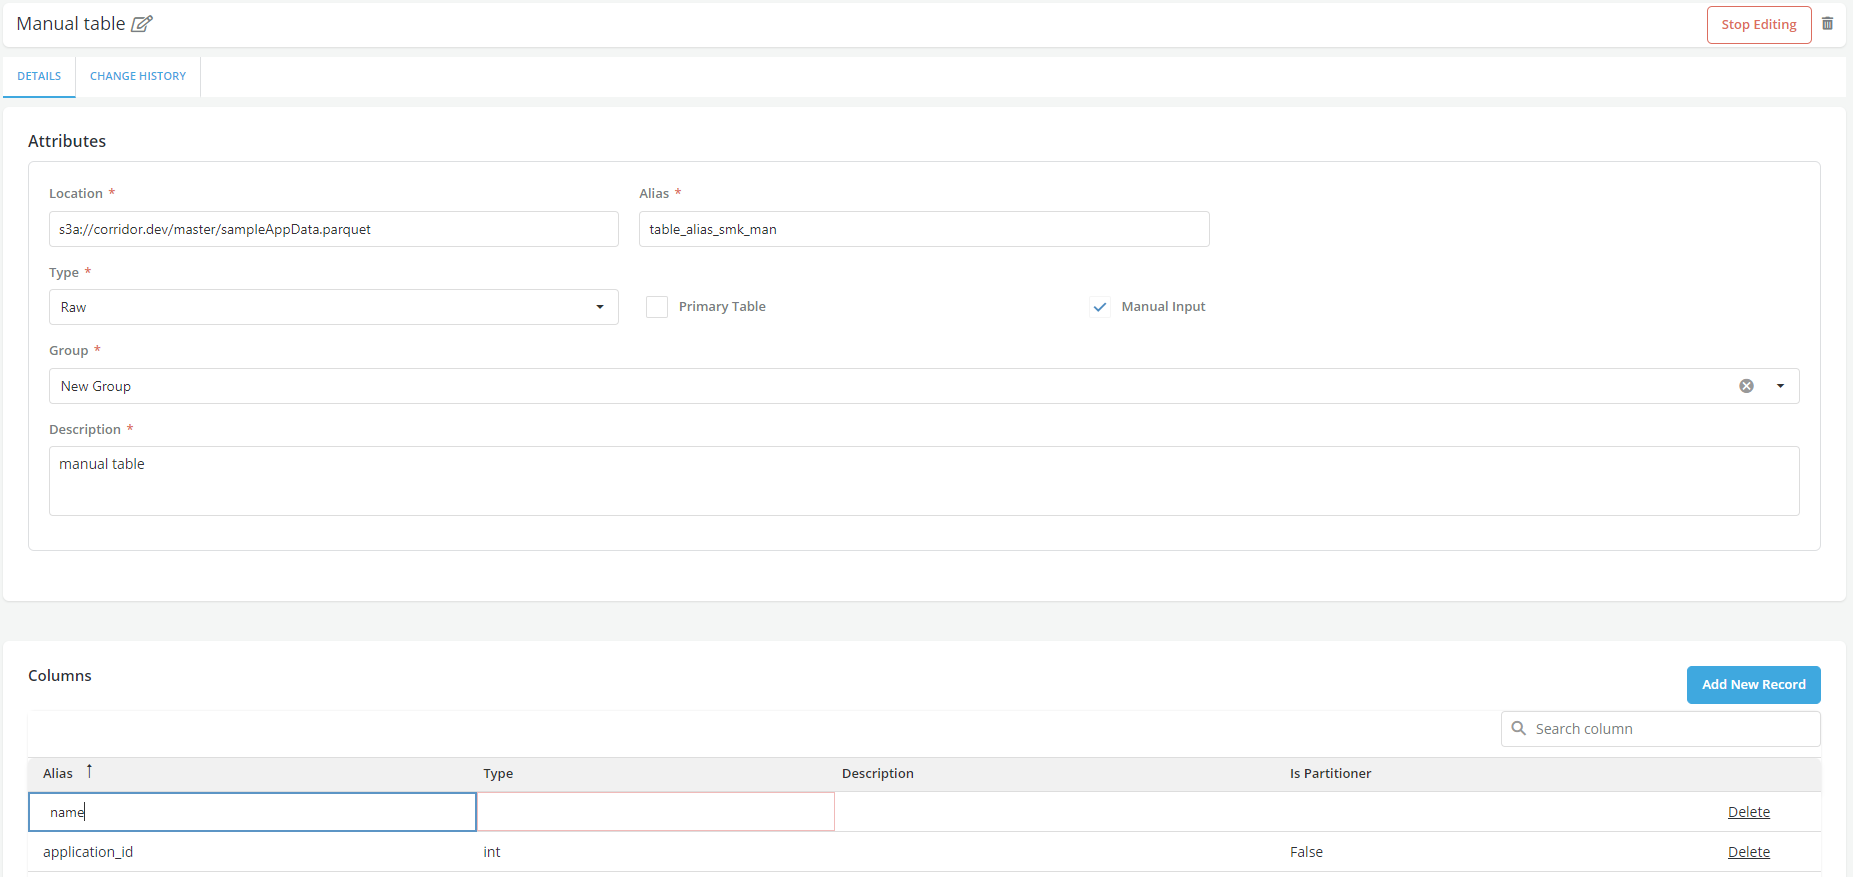 Manual table
Stop Editing
DETAILS CHANGE HISTORY
Attributes
Location * Alias *
s3a://corridor.dev/master/sampleAppData.parquet table_alias_smk_man
Type *
Raw Primary Table Manual Input
Group *
New Group
Description *
manual table
Columns
Add New Record
Search column
Alias ↑ Type Description Is Partitioner
name Delete
application_id int False Delete